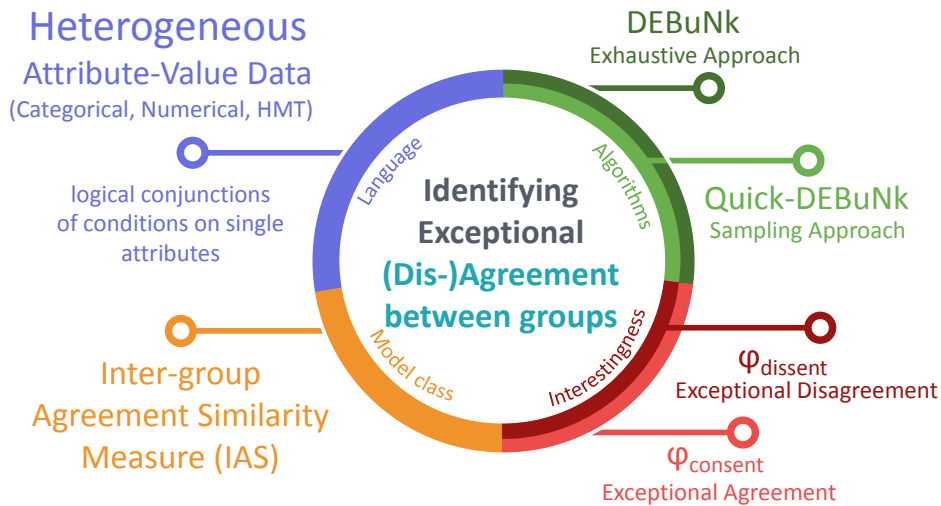 Heterogeneous
Attribute-Value Data
(Categorical, Numerical, HMT)
logical conjunctions
of conditions on single
attributes
Language
DEBuNk
Exhaustive Approach
Algorithms
Quick-DEBuNk
Sampling Approach
Identifying
Exceptional
(Dis-)Agreement
between groups
Model class
Inter-group
Agreement Similarity
Measure (IAS)
Interestingness
φdissent
Exceptional Disagreement
φconsent
Exceptional Agreement